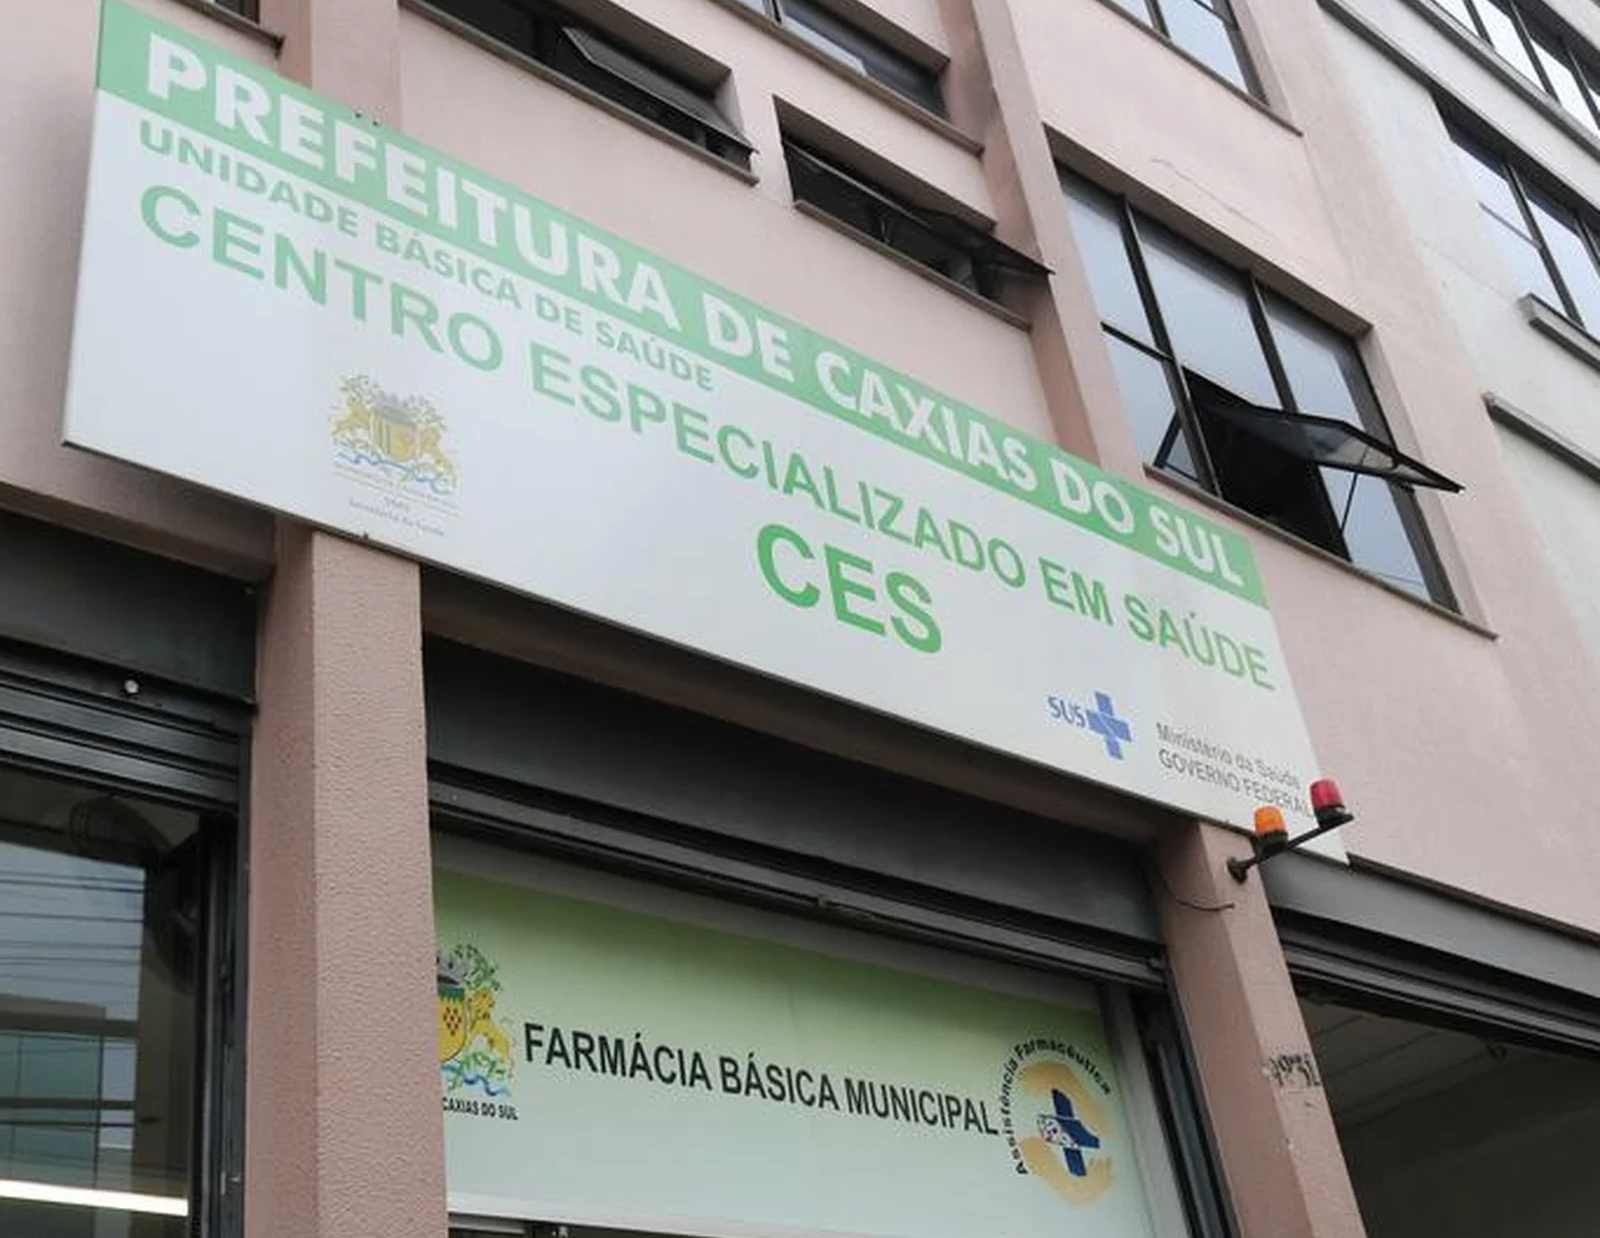 PREFEITURA DE CAXIAS DO SUL
UNIDADE BÁSICA DE SAÚDE
CENTRO ESPECIALIZADO EM SAÚDE
CES
SUS
Ministério da Saúde
GOVERNO FEDERAL
FARMÁCIA BÁSICA MUNICIPAL
CAXIAS DO SUL
Assistência Farmacêutica